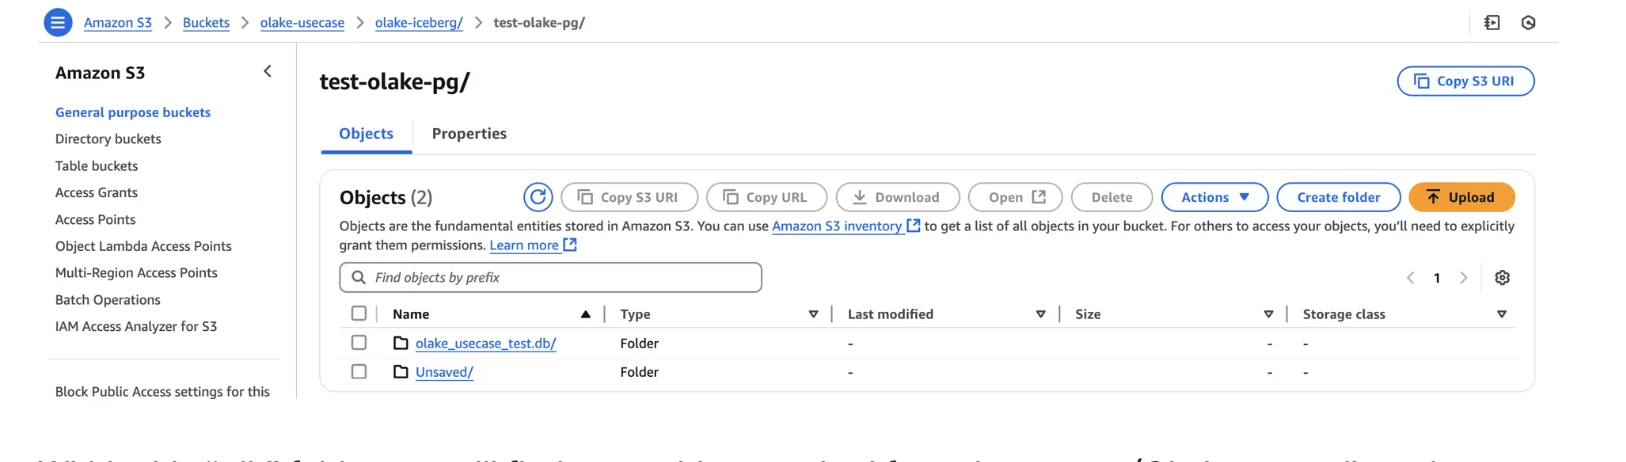 Amazon S3 > Buckets > olake-usecase > olake-iceberg/ > test-olake-pg/
Amazon S3
General purpose buckets
Directory buckets
Table buckets
Access Grants
Access Points
Object Lambda Access Points
Multi-Region Access Points
Batch Operations
IAM Access Analyzer for S3
Block Public Access settings for this
test-olake-pg/
Copy S3 URI
Objects Properties
Objects (2)
Copy S3 URI Copy URL Download Open Delete Actions Create folder Upload
Objects are the fundamental entities stored in Amazon S3. You can use Amazon S3 inventory to get a list of all objects in your bucket. For others to access your objects, you'll need to explicitly
grant them permissions. Learn more
Find objects by prefix
1
Name Type Last modified Size Storage class
olake_usecase_test.db/ Folder - - -
Unsaved/ Folder - - -